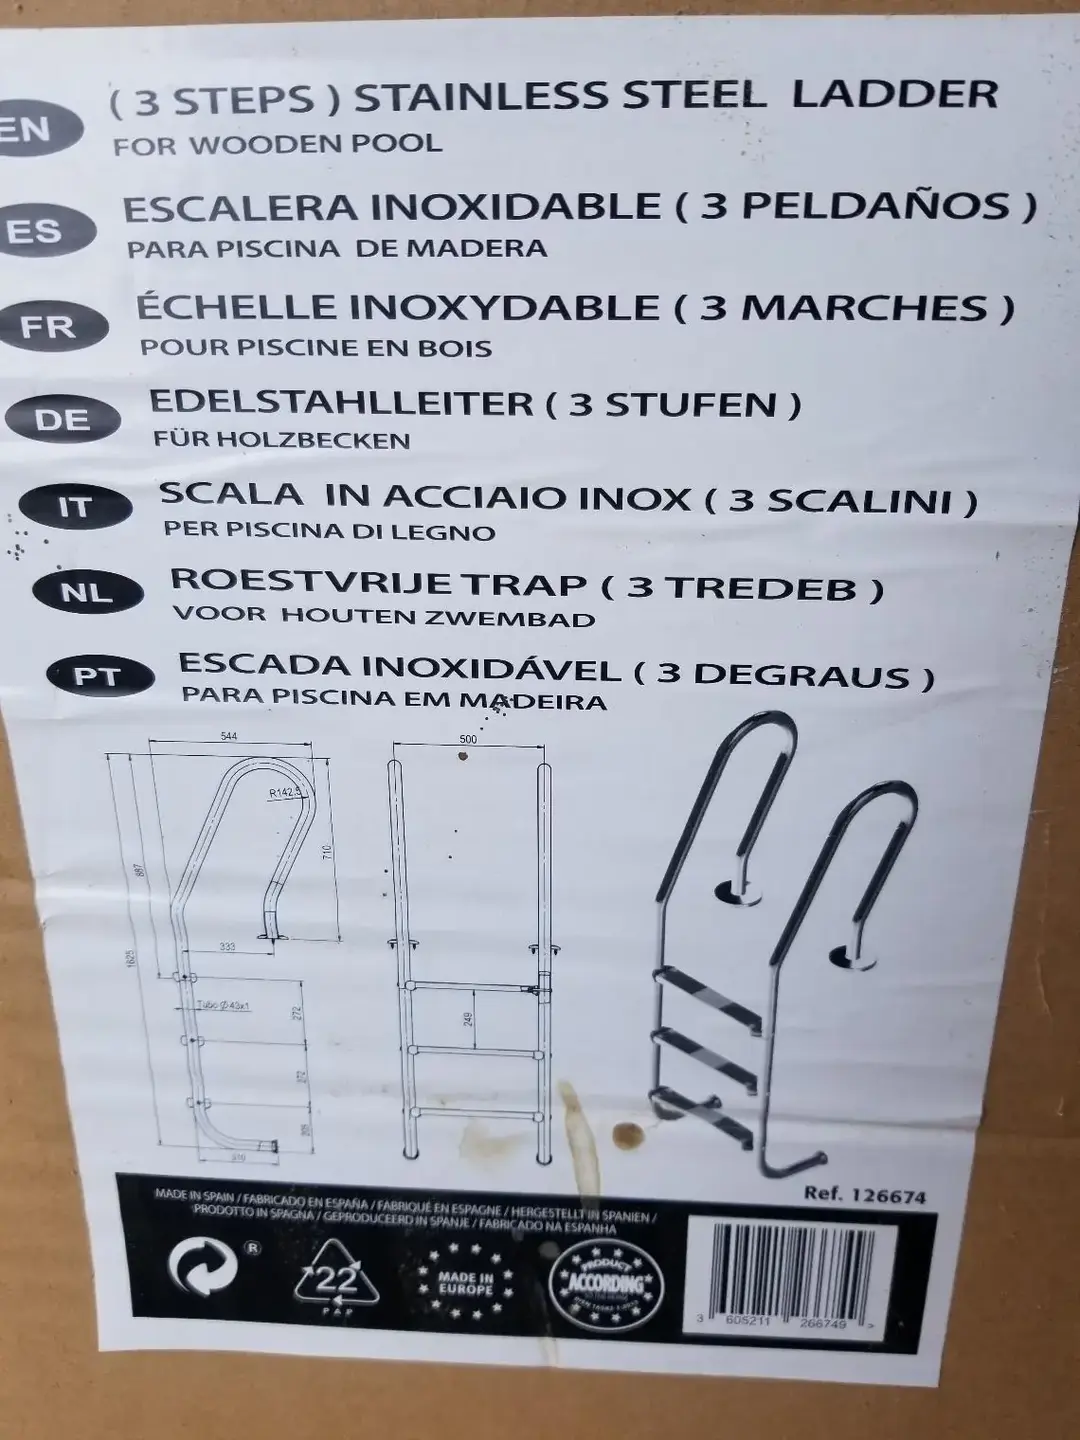 EN
( 3 STEPS ) STAINLESS STEEL LADDER
FOR WOODEN POOL
ES
ESCALERA INOXIDABLE ( 3 PELDAÑOS )
PARA PISCINA DE MADERA
FR
ÉCHELLE INOXYDABLE ( 3 MARCHES )
POUR PISCINE EN BOIS
DE
EDELSTAHLLEITER ( 3 STUFEN )
FÜR HOLZBECKEN
IT
SCALA IN ACCIAIO INOX ( 3 SCALINI )
PER PISCINA DI LEGNO
NL
ROESTVRIJE TRAP ( 3 TREDEB )
VOOR HOUTEN ZWEMBAD
PT
ESCADA INOXIDÁVEL ( 3 DEGRAUS )
PARA PISCINA EM MADEIRA
544
500
R142.5
710
887
333
1625
Tubo Ø 43x1
272
249
272
205
310
Ref. 126674
MADE IN SPAIN / FABRICADO EN ESPAÑA / FABRIQUÉ EN ESPAGNE / HERGESTELLT IN SPANIEN /
PRODOTTO IN SPAGNA / GEPRODUCEERD IN SPANJE / FABRICADO NA ESPANHA
®
22
PAP
MADE IN
EUROPE
PRODUCT
ACCORDING
3 605211 266749 >